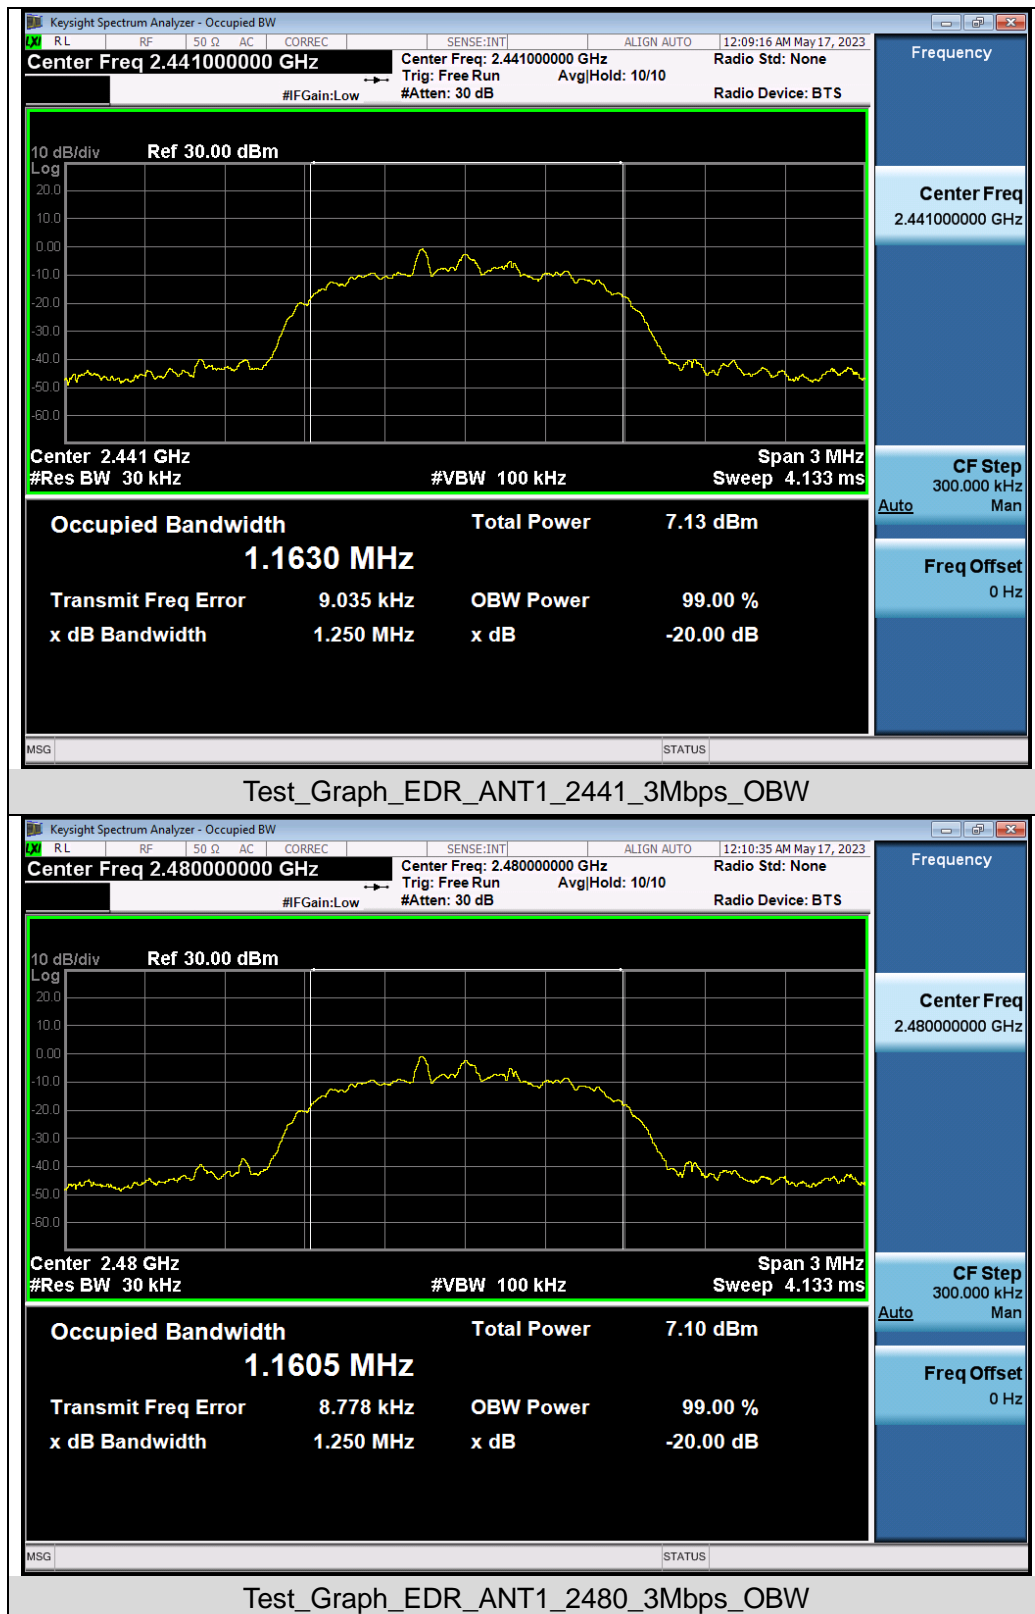 Keysight Spectrum Analyzer - Occupied BW
LXI RL RF 50 Ω AC CORREC SENSE:INT ALIGN AUTO 12:09:16 AM May 17, 2023
Center Freq 2.441000000 GHz
Center Freq: 2.441000000 GHz Radio Std: None
Trig: Free Run Avg|Hold: 10/10
#IFGain:Low #Atten: 30 dB Radio Device: BTS
Frequency
10 dB/div Ref 30.00 dBm
Log
20.0
10.0
0.00
-10.0
-20.0
-30.0
-40.0
-50.0
-60.0
Center 2.441 GHz Span 3 MHz
#Res BW 30 kHz #VBW 100 kHz Sweep 4.133 ms
Center Freq
2.441000000 GHz
CF Step
300.000 kHz
Auto Man
Freq Offset
0 Hz
Occupied Bandwidth Total Power 7.13 dBm
1.1630 MHz
Transmit Freq Error 9.035 kHz OBW Power 99.00 %
x dB Bandwidth 1.250 MHz x dB -20.00 dB
MSG STATUS
Test_Graph_EDR_ANT1_2441_3Mbps_OBW
Keysight Spectrum Analyzer - Occupied BW
LXI RL RF 50 Ω AC CORREC SENSE:INT ALIGN AUTO 12:10:35 AM May 17, 2023
Center Freq 2.480000000 GHz
Center Freq: 2.480000000 GHz Radio Std: None
Trig: Free Run Avg|Hold: 10/10
#IFGain:Low #Atten: 30 dB Radio Device: BTS
Frequency
10 dB/div Ref 30.00 dBm
Log
20.0
10.0
0.00
-10.0
-20.0
-30.0
-40.0
-50.0
-60.0
Center 2.48 GHz Span 3 MHz
#Res BW 30 kHz #VBW 100 kHz Sweep 4.133 ms
Center Freq
2.480000000 GHz
CF Step
300.000 kHz
Auto Man
Freq Offset
0 Hz
Occupied Bandwidth Total Power 7.10 dBm
1.1605 MHz
Transmit Freq Error 8.778 kHz OBW Power 99.00 %
x dB Bandwidth 1.250 MHz x dB -20.00 dB
MSG STATUS
Test_Graph_EDR_ANT1_2480_3Mbps_OBW